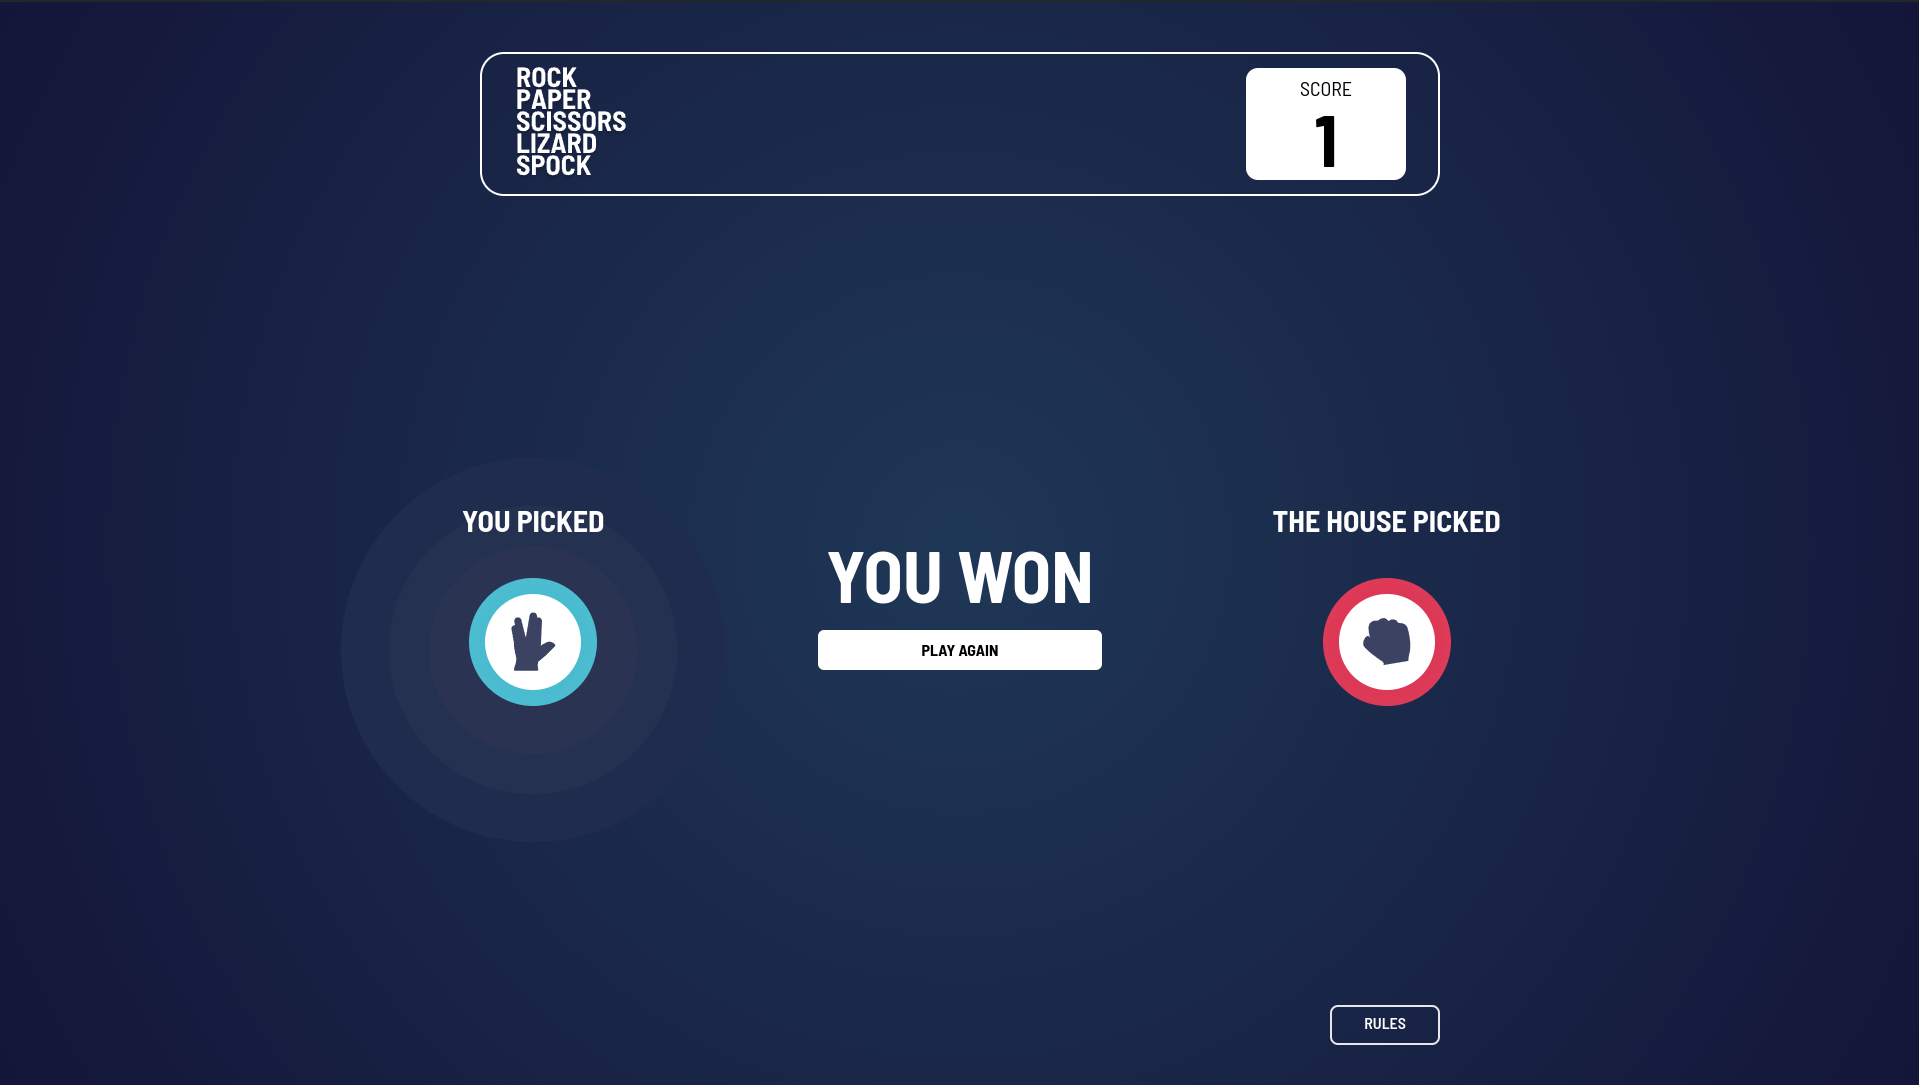 ROCK
PAPER
SCISSORS
LIZARD
SPOCK
SCORE
1
YOU PICKED
THE HOUSE PICKED
YOU WON
PLAY AGAIN
RULES